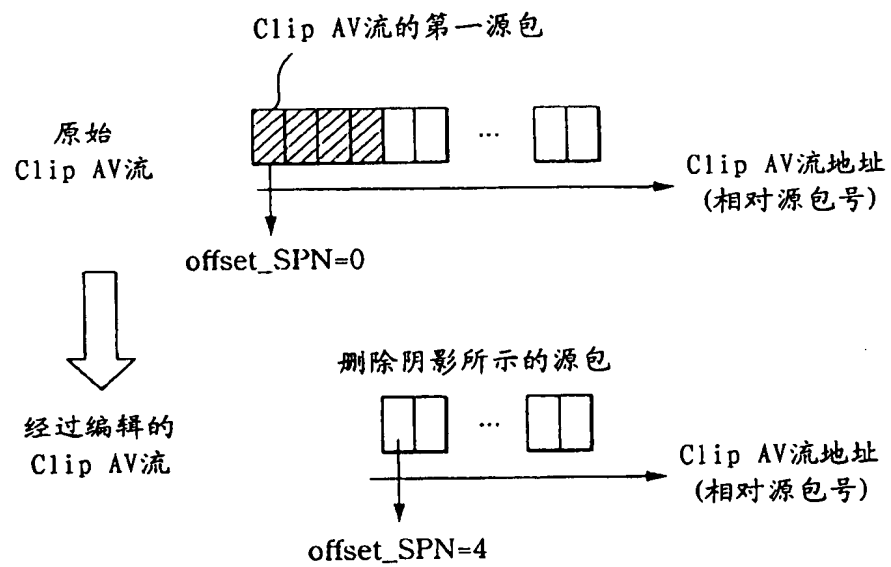 Clip AV流的第一源包
原始
Clip AV流
...
Clip AV流地址
(相对源包号)
offset_SPN=0
删除阴影所示的源包
经过编辑的
Clip AV流
...
Clip AV流地址
(相对源包号)
offset_SPN=4